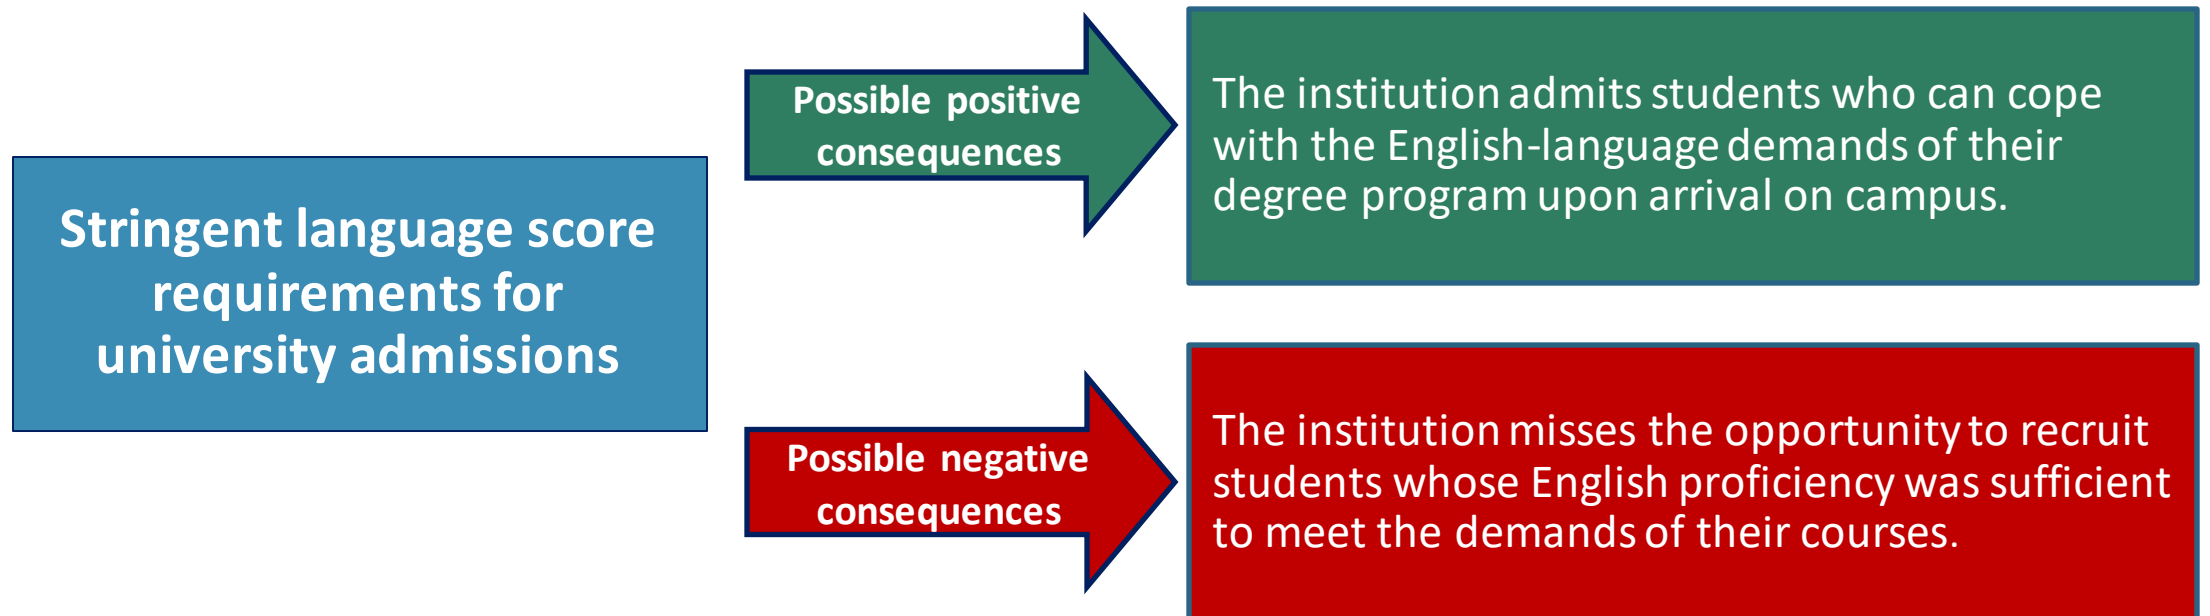 Stringent language score
requirements for
university admissions
Possible positive
consequences
The institution admits students who can cope
with the English-language demands of their
degree program upon arrival on campus.
Possible negative
consequences
The institution misses the opportunity to recruit
students whose English proficiency was sufficient
to meet the demands of their courses.